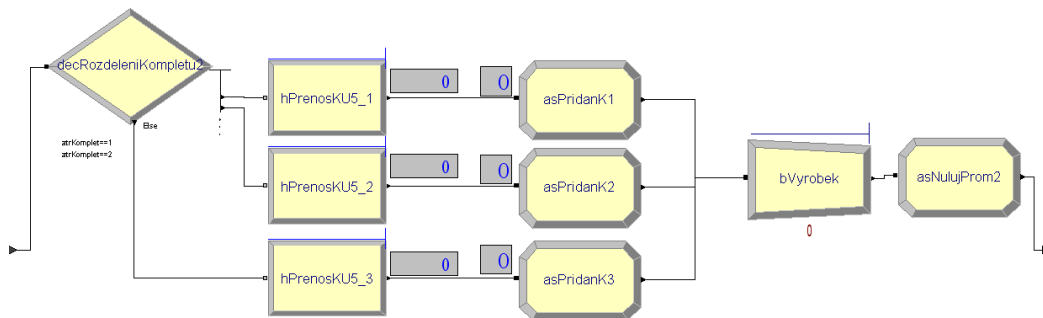 decRozdeleniKompletu2
Else
atrKomplet==1
atrKomplet==2
hPrenosKU5_1
0
0
asPridanK1
hPrenosKU5_2
0
0
asPridanK2
hPrenosKU5_3
0
0
asPridanK3
bVyrobek
0
asNulujProm2